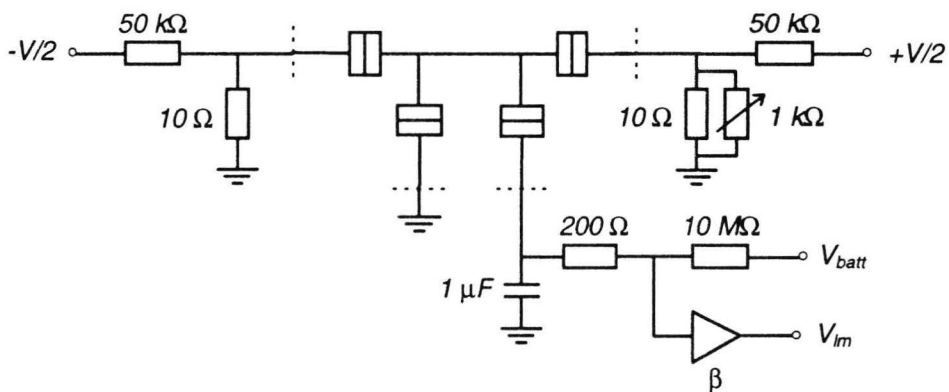 50 kΩ
50 kΩ
-V/2
+V/2
10 Ω
10 Ω
1 kΩ
200 Ω
10 MΩ
V_batt
1 μF
V_lm
β